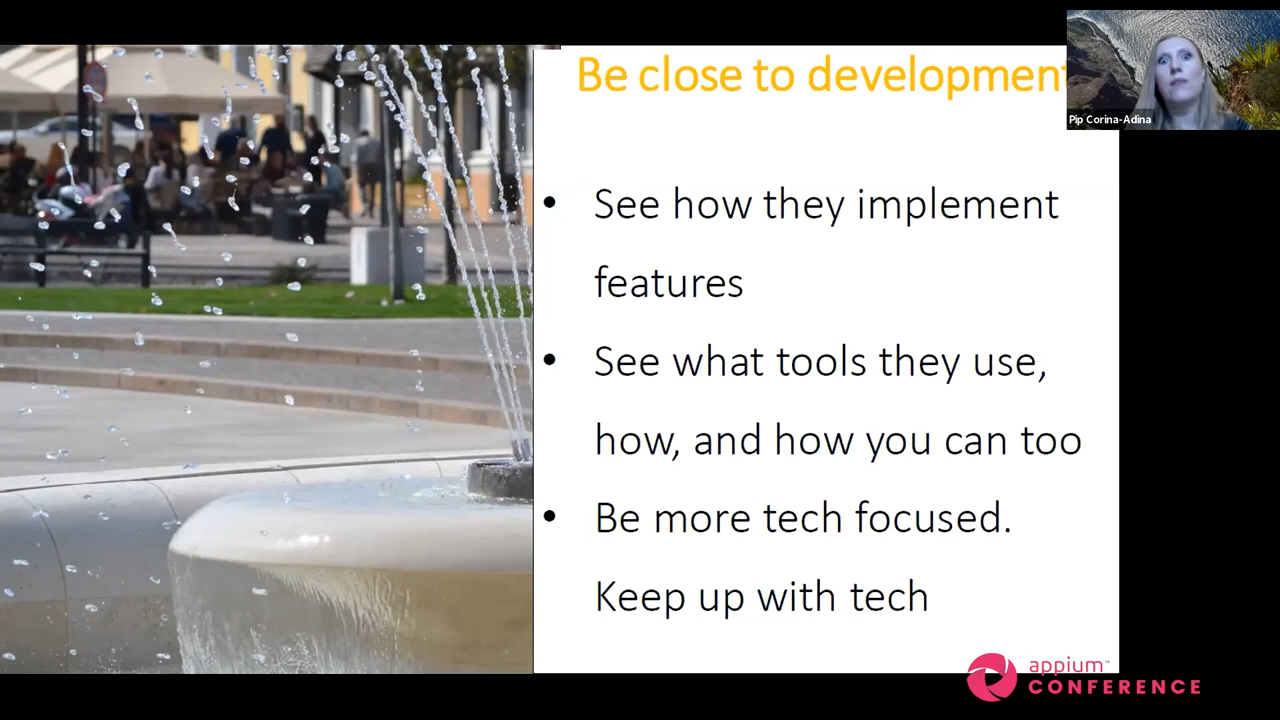 Be close to development
Pip Corina-Adina
• See how they implement
features
• See what tools they use,
how, and how you can too
• Be more tech focused.
Keep up with tech
appium™
CONFERENCE